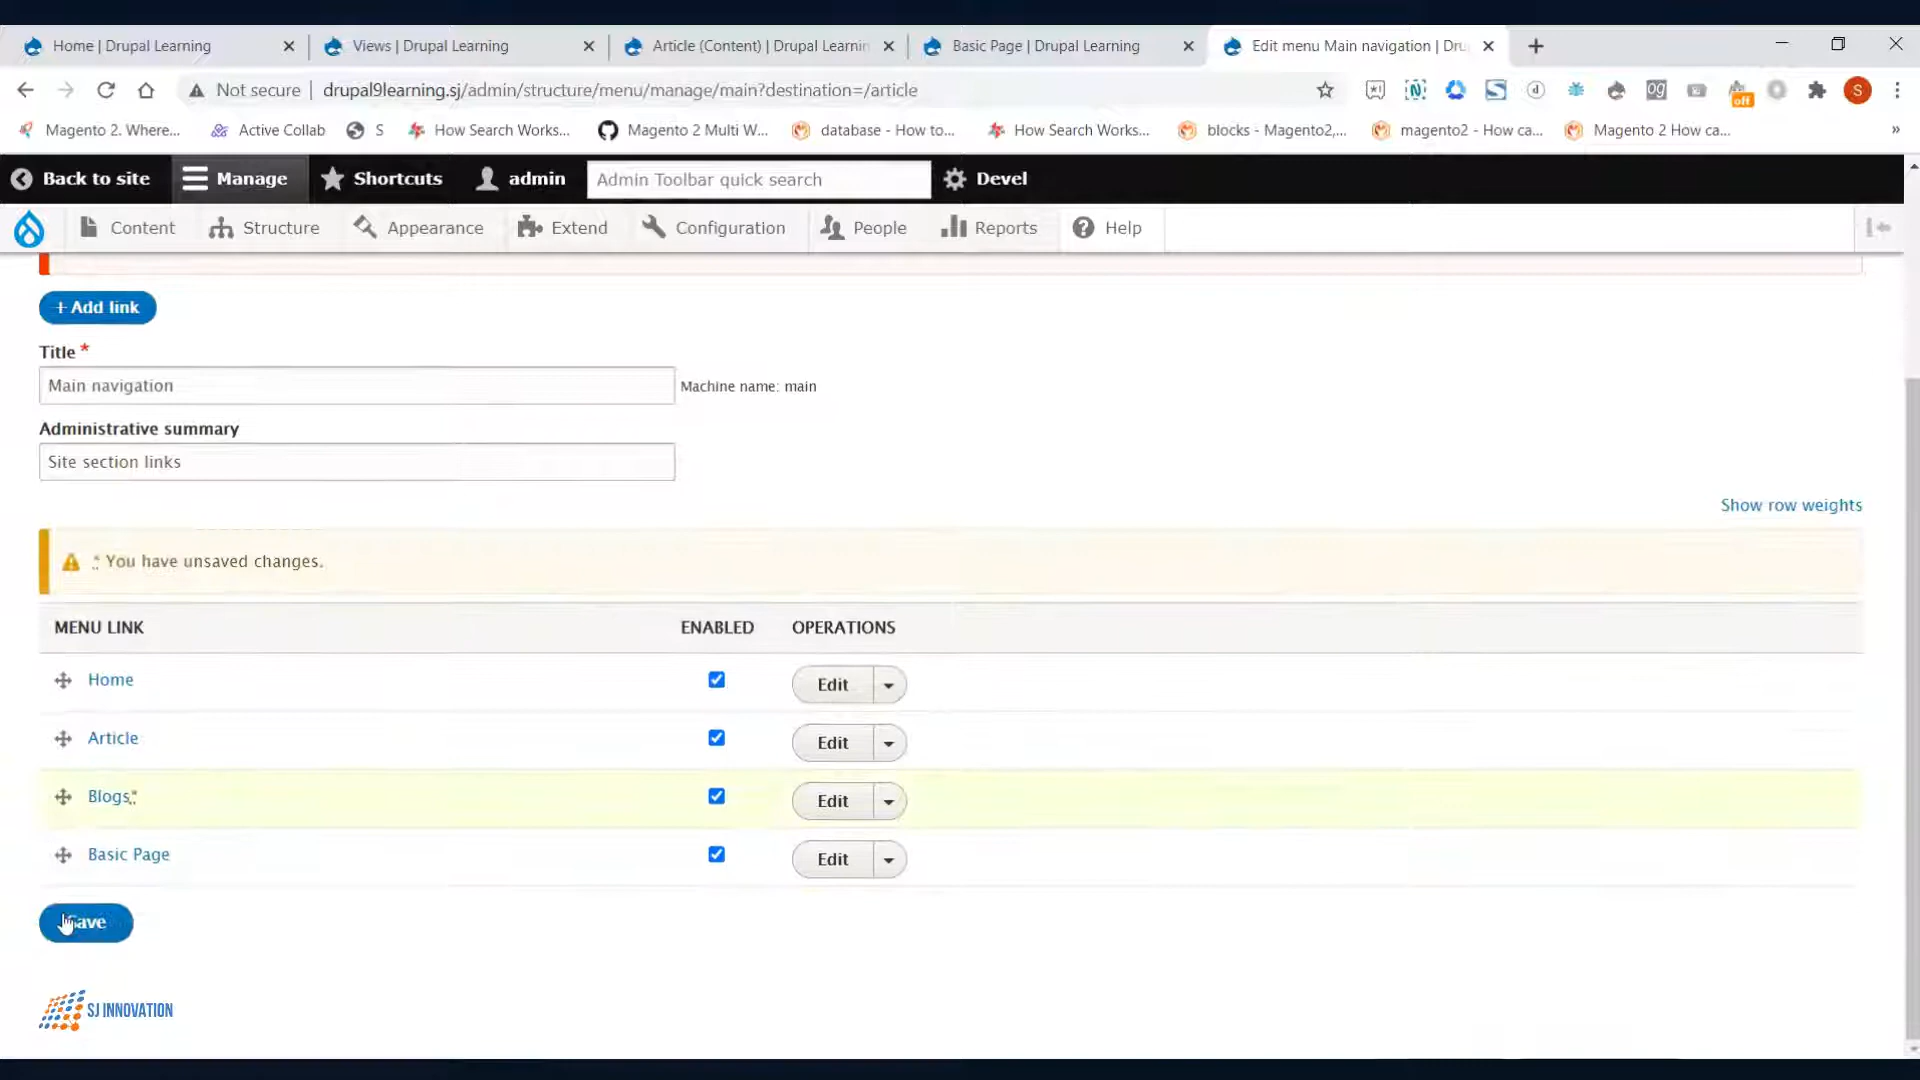 Home | Drupal Learning
Views | Drupal Learning
Article (Content) | Drupal Learnin
Basic Page | Drupal Learning
Edit menu Main navigation | Dru
Not secure
drupal9learning.sj/admin/structure/menu/manage/main?destination=/article
off
S
Magento 2. Where...
Active Collab
S
How Search Works...
Magento 2 Multi W...
database - How to...
How Search Works...
blocks - Magento2,...
magento2 - How ca...
Magento 2 How ca...
»
Back to site
Manage
Shortcuts
admin
Admin Toolbar quick search
Devel
Content
Structure
Appearance
Extend
Configuration
People
Reports
Help
+ Add link
Title *
Main navigation
Machine name: main
Administrative summary
Site section links
Show row weights
* You have unsaved changes.
MENU LINK
ENABLED
OPERATIONS
Home
Edit
Article
Edit
Blogs*
Edit
Basic Page
Edit
Save
SJ INNOVATION